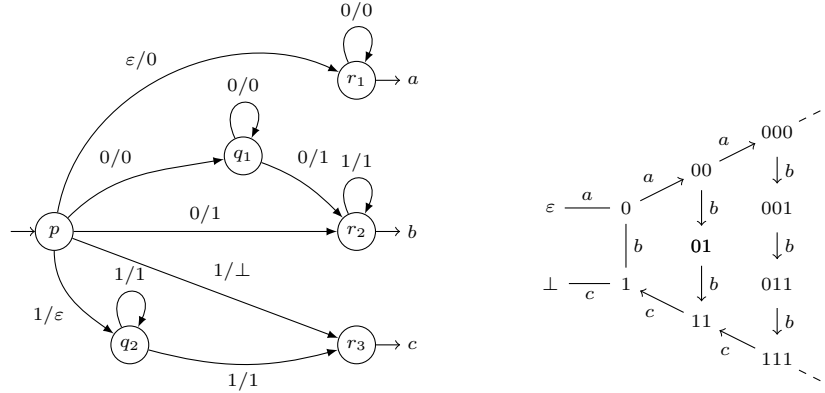 0/0
ε/0
r₁ a
0/0
0/0 q₁ 0/1 1/1
0/1
p r₂ b
1/⊥
1/1
1/ε q₂ r₃ c
1/1
000
a
00 b
a
ε a 0 b 001
b 01 b
⊥ c 1 b 011
c 11 b
c 111